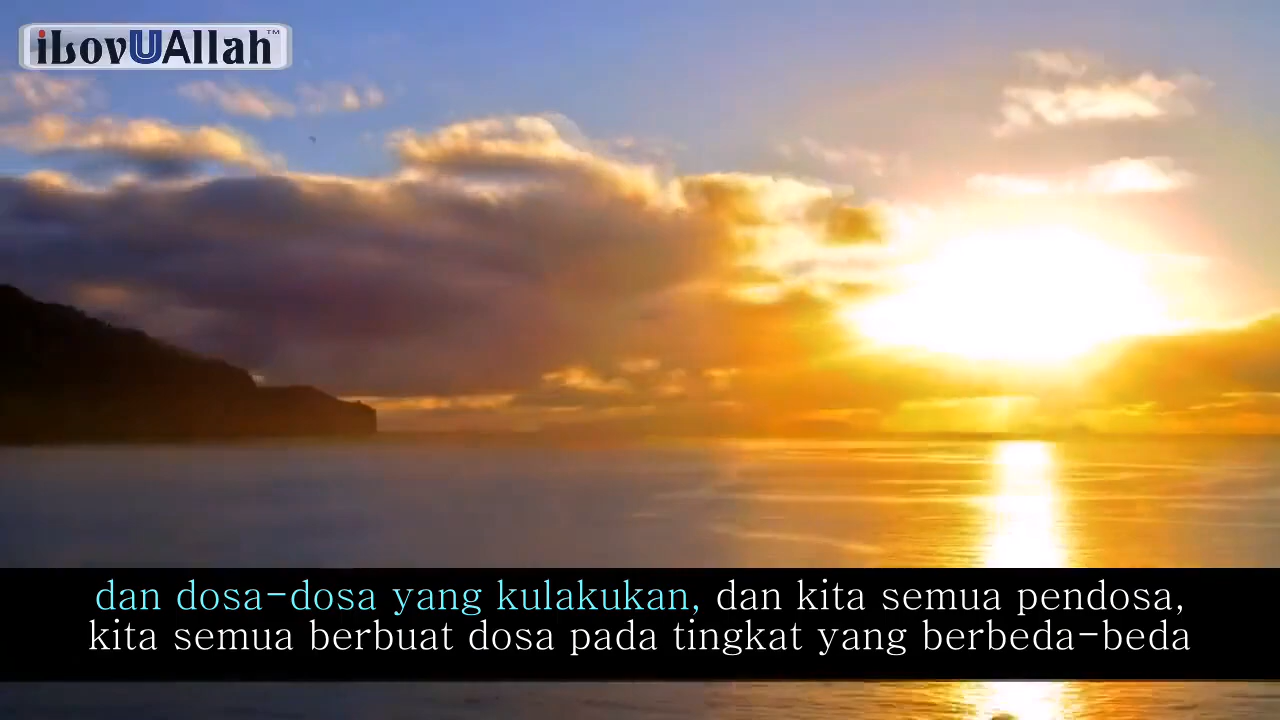 iLovUAllah™
dan dosa-dosa yang kulakukan, dan kita semua pendosa,
kita semua berbuat dosa pada tingkat yang berbeda-beda